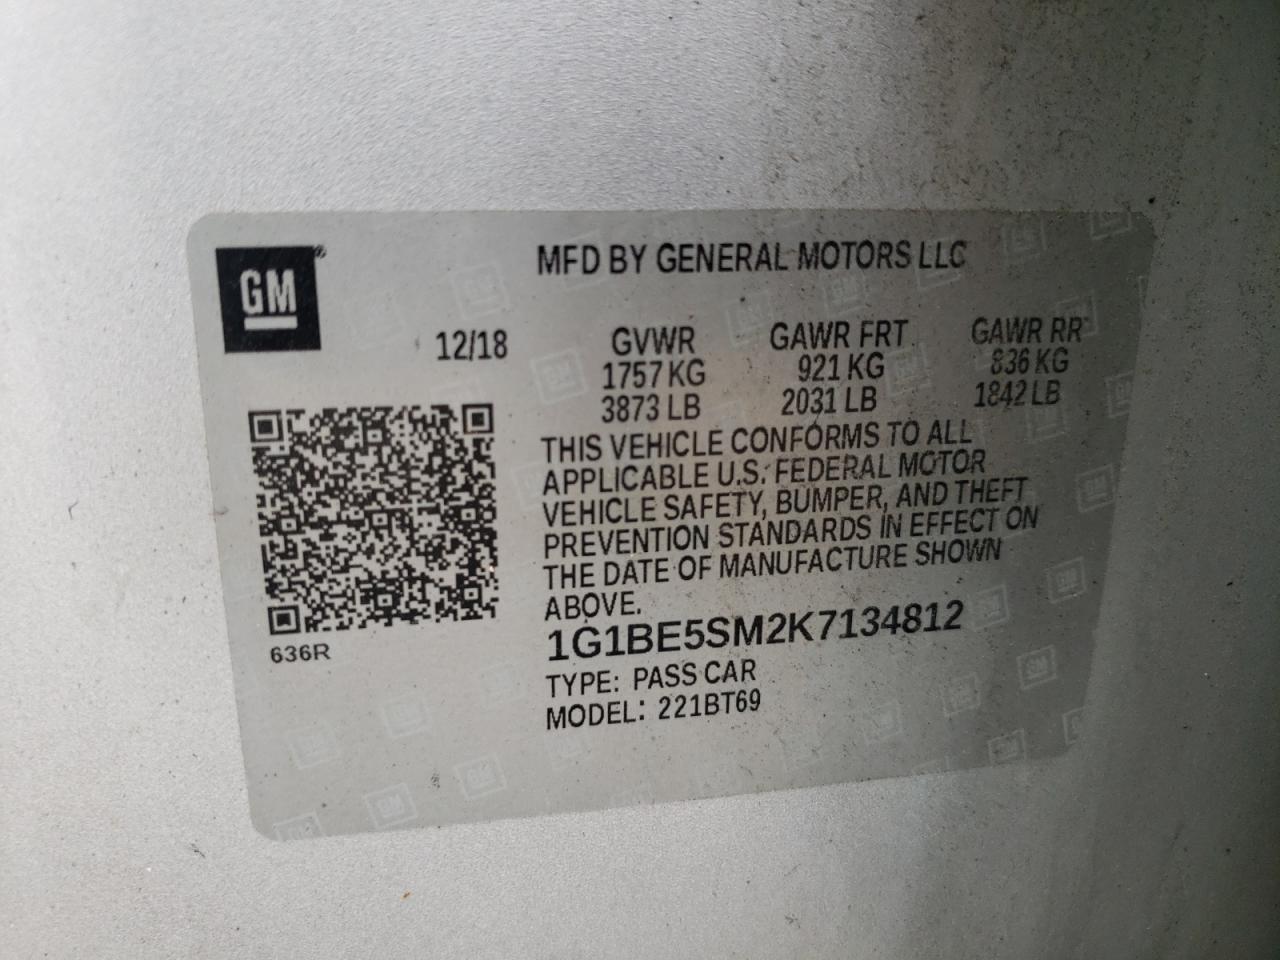 GM®
MFD BY GENERAL MOTORS LLC
12/18
GVWR GAWR FRT GAWR RR
1757 KG 921 KG 836 KG
3873 LB 2031 LB 1842 LB
THIS VEHICLE CONFORMS TO ALL
APPLICABLE U.S. FEDERAL MOTOR
VEHICLE SAFETY, BUMPER, AND THEFT
PREVENTION STANDARDS IN EFFECT ON
THE DATE OF MANUFACTURE SHOWN
ABOVE.
1G1BE5SM2K7134812
TYPE: PASS CAR
MODEL: 221BT69
636R